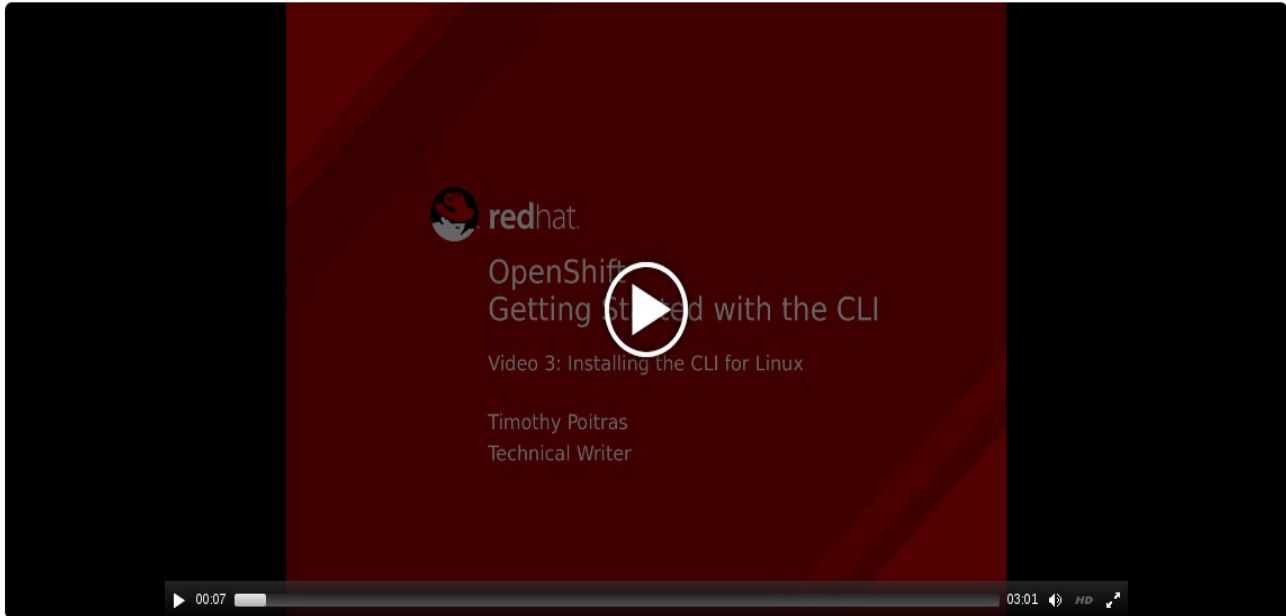 redhat.
OpenShift
Getting Started with the CLI
Video 3: Installing the CLI for Linux
Timothy Poitras
Technical Writer
00:07
03:01
HD